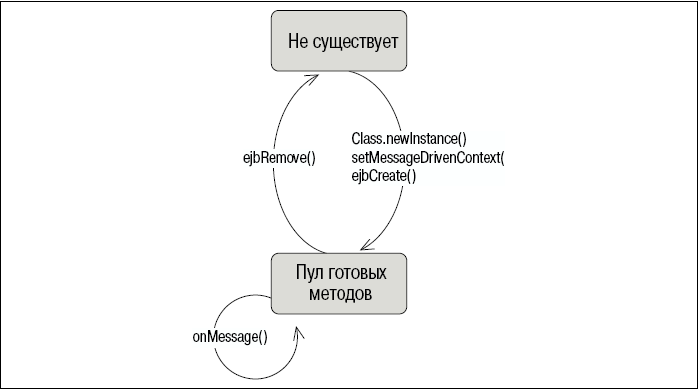 Не существует
Class.newInstance()
setMessageDrivenContext(
ejbCreate()
ejbRemove()
Пул готовых
методов
onMessage()